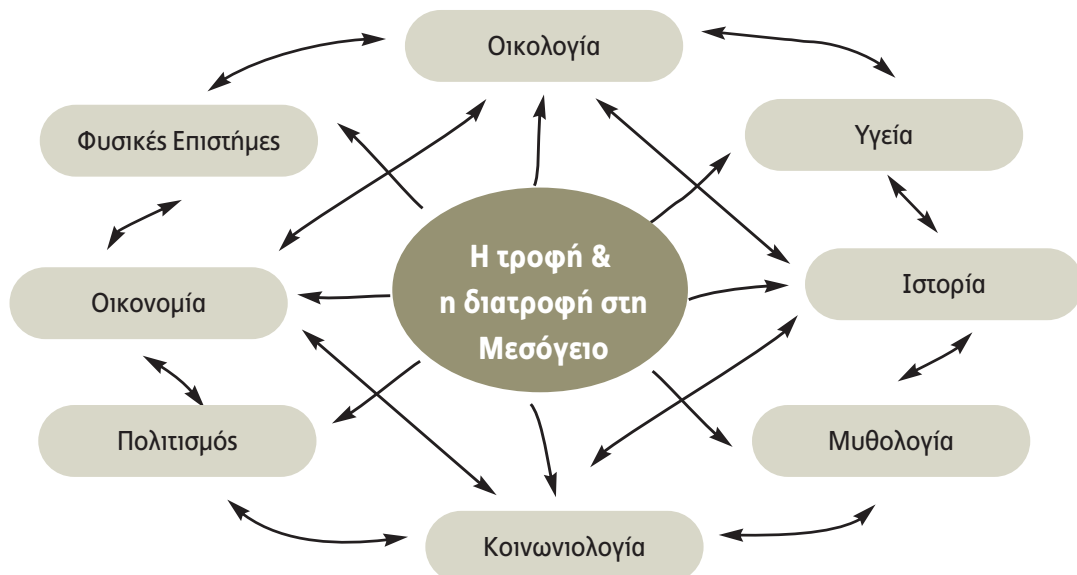 Οικολογία
Φυσικές Επιστήμες
Υγεία
Η τροφή &
η διατροφή στη
Μεσόγειο
Οικονομία
Ιστορία
Πολιτισμός
Μυθολογία
Κοινωνιολογία